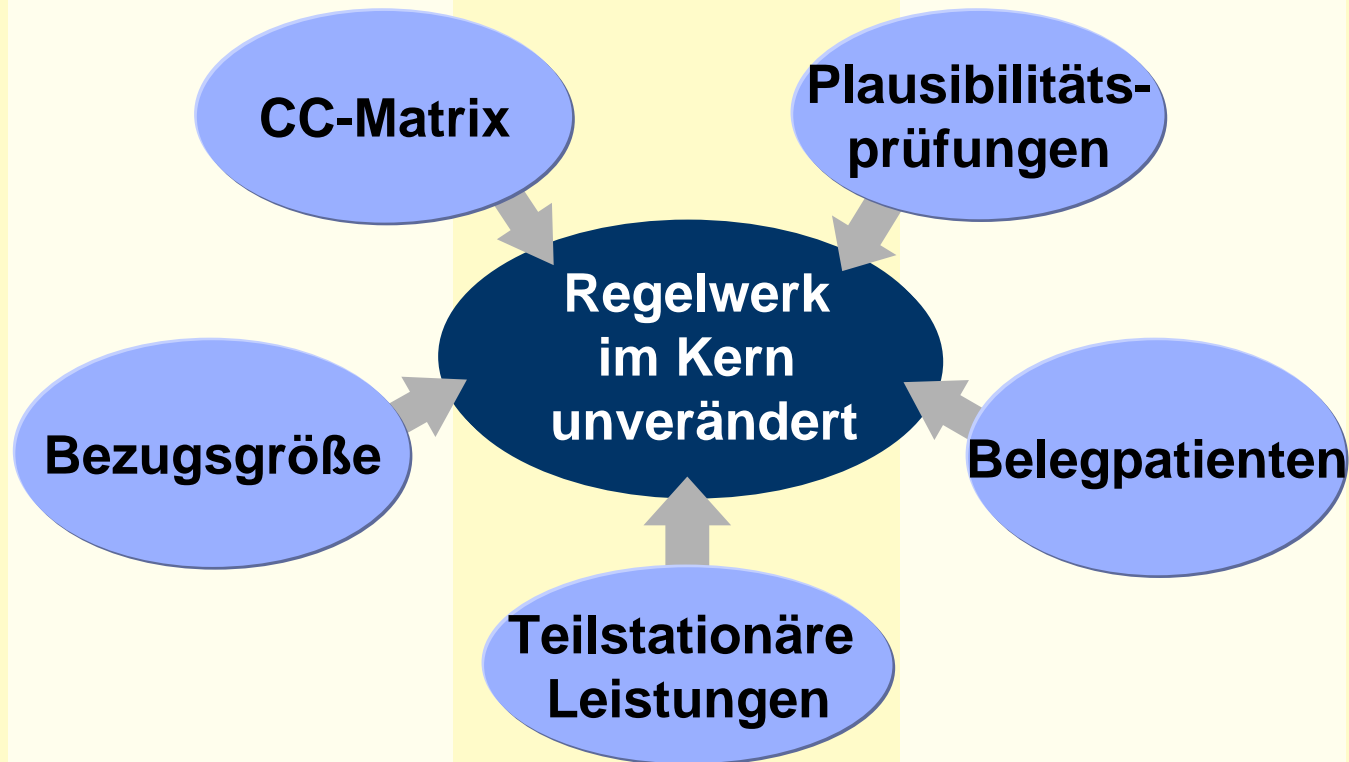 CC-Matrix
Plausibilitäts-
prüfungen
Regelwerk
im Kern
unverändert
Bezugsgröße
Belegpatienten
Teilstationäre
Leistungen